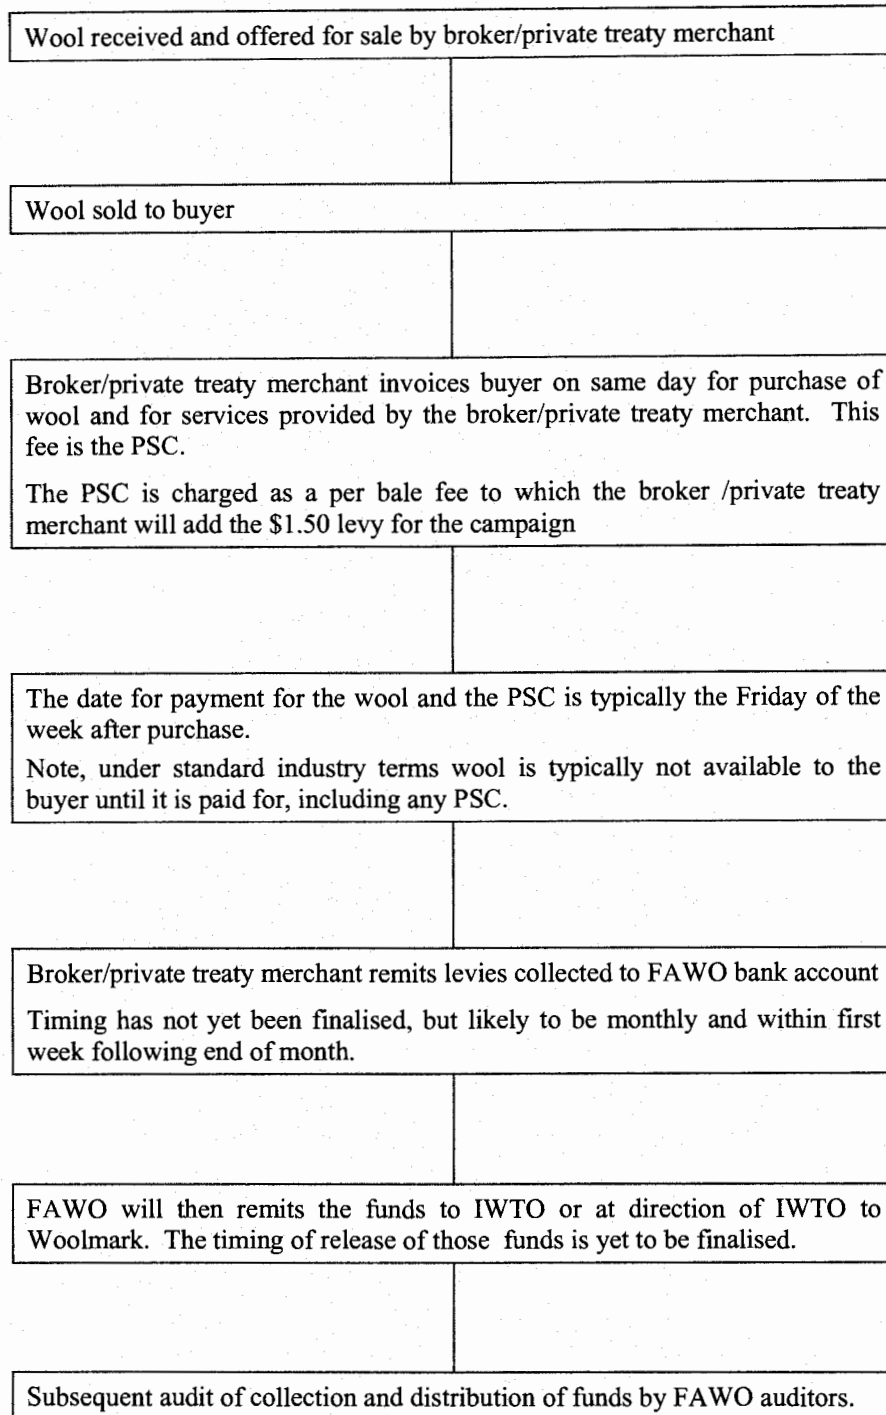 Wool received and offered for sale by broker/private treaty merchant
Wool sold to buyer
Broker/private treaty merchant invoices buyer on same day for purchase of
wool and for services provided by the broker/private treaty merchant. This
fee is the PSC.
The PSC is charged as a per bale fee to which the broker /private treaty
merchant will add the $1.50 levy for the campaign
The date for payment for the wool and the PSC is typically the Friday of the
week after purchase.
Note, under standard industry terms wool is typically not available to the
buyer until it is paid for, including any PSC.
Broker/private treaty merchant remits levies collected to FAWO bank account
Timing has not yet been finalised, but likely to be monthly and within first
week following end of month.
FAWO will then remits the funds to IWTO or at direction of IWTO to
Woolmark. The timing of release of those funds is yet to be finalised.
Subsequent audit of collection and distribution of funds by FAWO auditors.